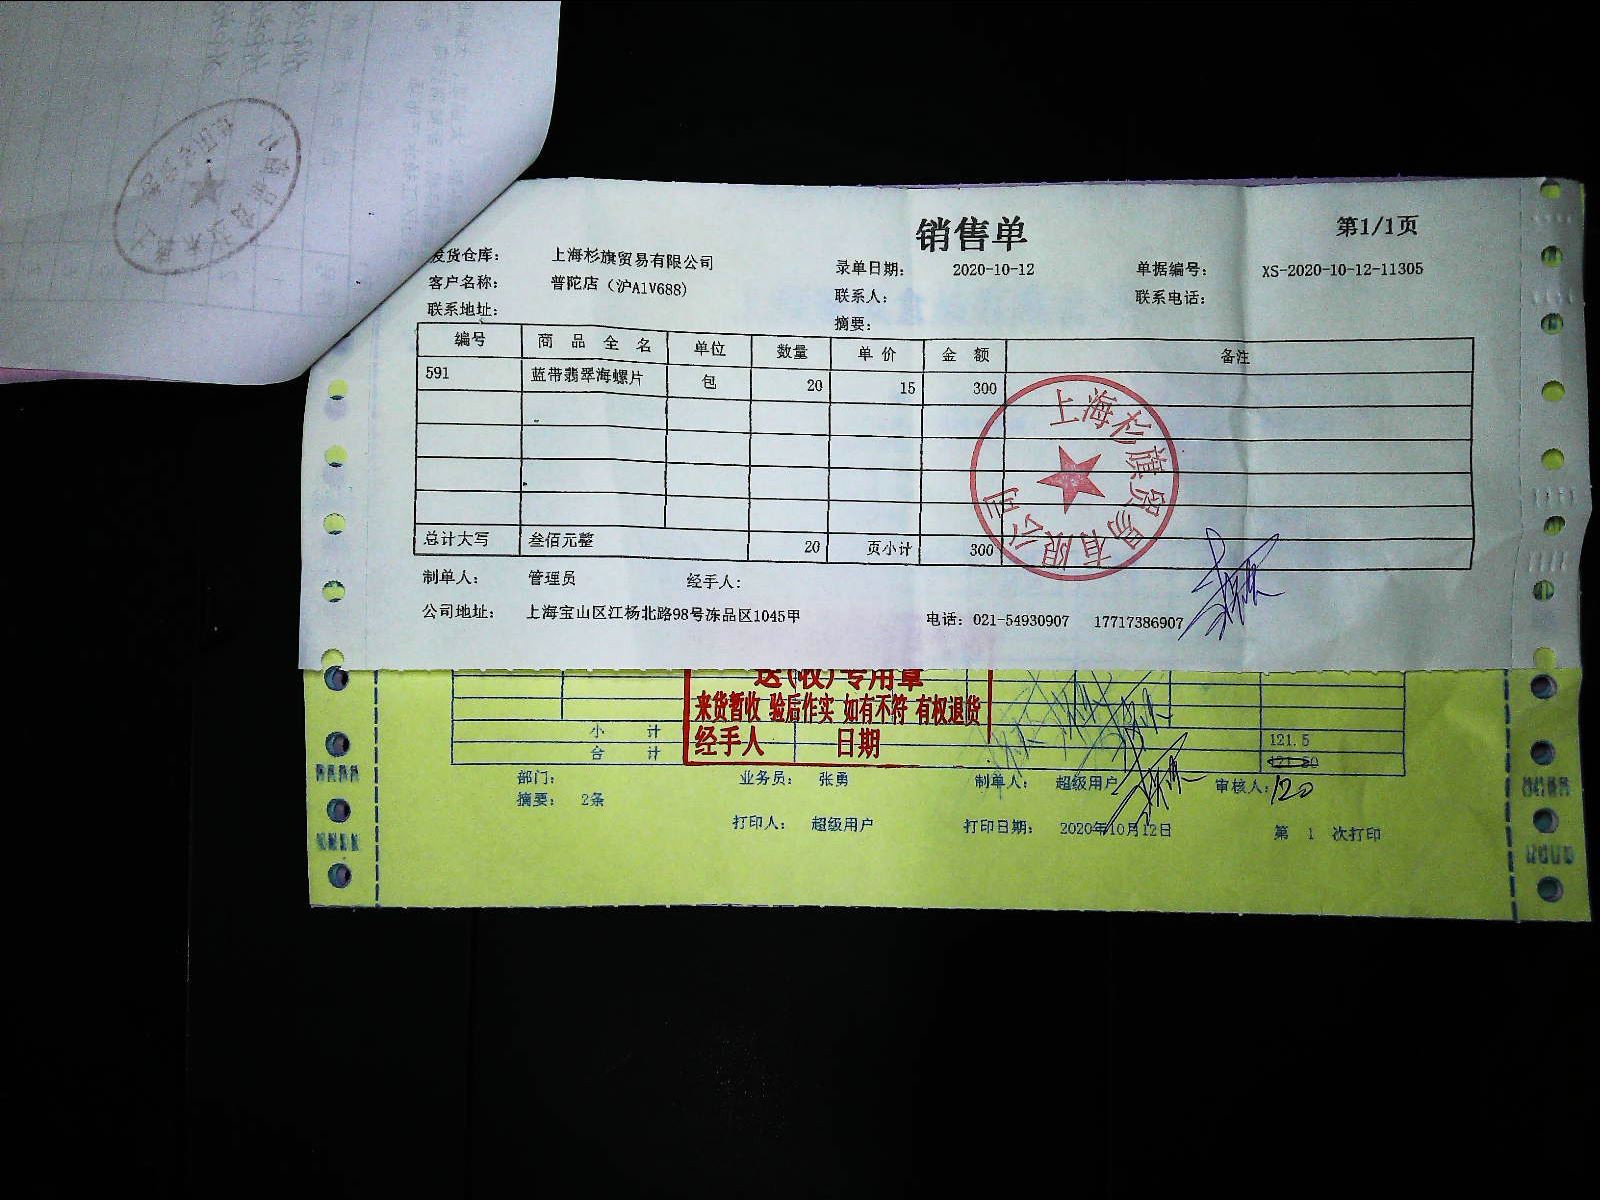 销售单
第1/1页
发货仓库： 上海杉旗贸易有限公司 录单日期： 2020-10-12 单据编号： XS-2020-10-12-11305
客户名称： 普陀店（沪A1V688） 联系人： 联系电话：
联系地址： 摘要：
编号 商品全名 单位 数量 单价 金额 备注
591 蓝带翡翠海螺片 包 20 15 300
总计大写 叁佰元整 20 页小计 300
上海杉旗贸易有限公司
制单人： 管理员 经手人：
公司地址： 上海宝山区江杨北路98号冻品区1045甲 电话：021-54930907 17717386907
送(收)专用章
来货暂收 验后作实 如有不符 有权退货
经手人 日期
小计 121.5
合计
部门： 业务员： 张勇 制单人： 超级用户 审核人： 120
摘要： 2条
打印人： 超级用户 打印日期： 2020年10月12日 第 1 次打印